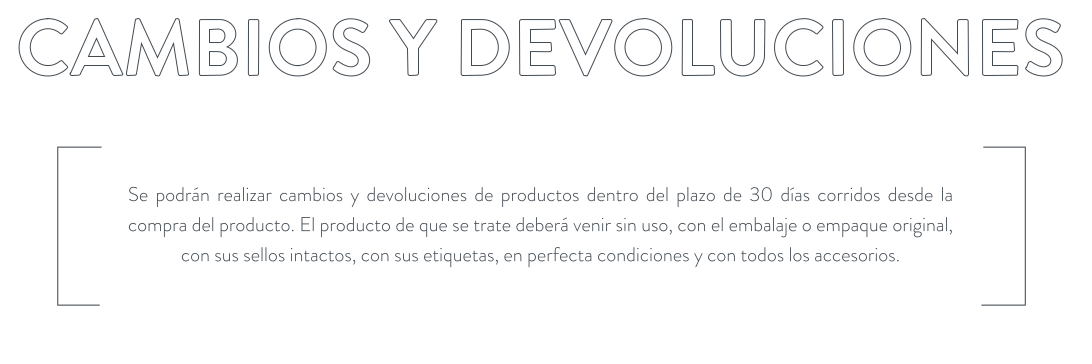 CAMBIOS Y DEVOLUCIONES
Se podrán realizar cambios y devoluciones de productos dentro del plazo de 30 días corridos desde la
compra del producto. El producto de que se trate deberá venir sin uso, con el embalaje o empaque original,
con sus sellos intactos, con sus etiquetas, en perfecta condiciones y con todos los accesorios.